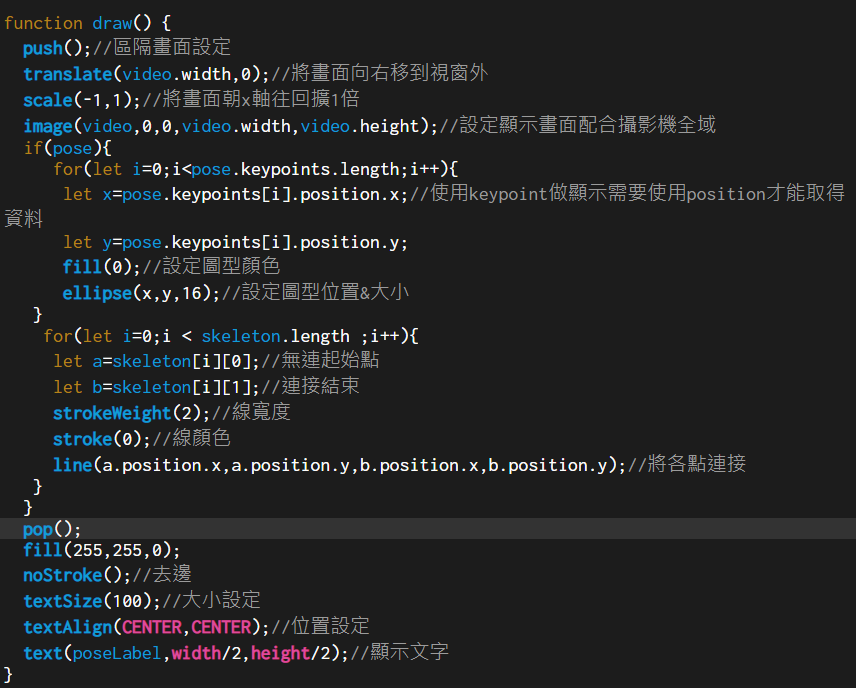 function draw() {
push();//區隔畫面設定
translate(video.width,0);//將畫面向右移到視窗外
scale(-1,1);//將畫面朝x軸往回擴1倍
image(video,0,0,video.width,video.height);//設定顯示畫面配合攝影機全域
if(pose){
for(let i=0;i<pose.keypoints.length;i++){
let x=pose.keypoints[i].position.x;//使用keypoint做顯示需要使用position才能取得
資料
let y=pose.keypoints[i].position.y;
fill(0);//設定圖型顏色
ellipse(x,y,16);//設定圖型位置&大小
}
for(let i=0;i < skeleton.length ;i++){
let a=skeleton[i][0];//無連起始點
let b=skeleton[i][1];//連接結束
strokeWeight(2);//線寬度
stroke(0);//線顏色
line(a.position.x,a.position.y,b.position.x,b.position.y);//將各點連接
}
}
pop();
fill(255,255,0);
noStroke();//去邊
textSize(100);//大小設定
textAlign(CENTER,CENTER);//位置設定
text(poseLabel,width/2,height/2);//顯示文字
}